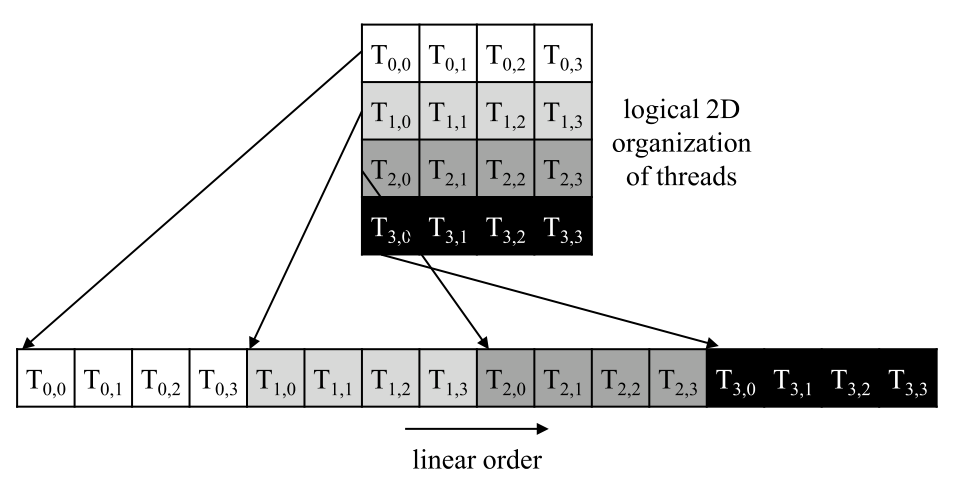 T0,0 T0,1 T0,2 T0,3
T1,0 T1,1 T1,2 T1,3
T2,0 T2,1 T2,2 T2,3
T3,0 T3,1 T3,2 T3,3
logical 2D
organization
of threads
T0,0 T0,1 T0,2 T0,3 T1,0 T1,1 T1,2 T1,3 T2,0 T2,1 T2,2 T2,3 T3,0 T3,1 T3,2 T3,3
linear order